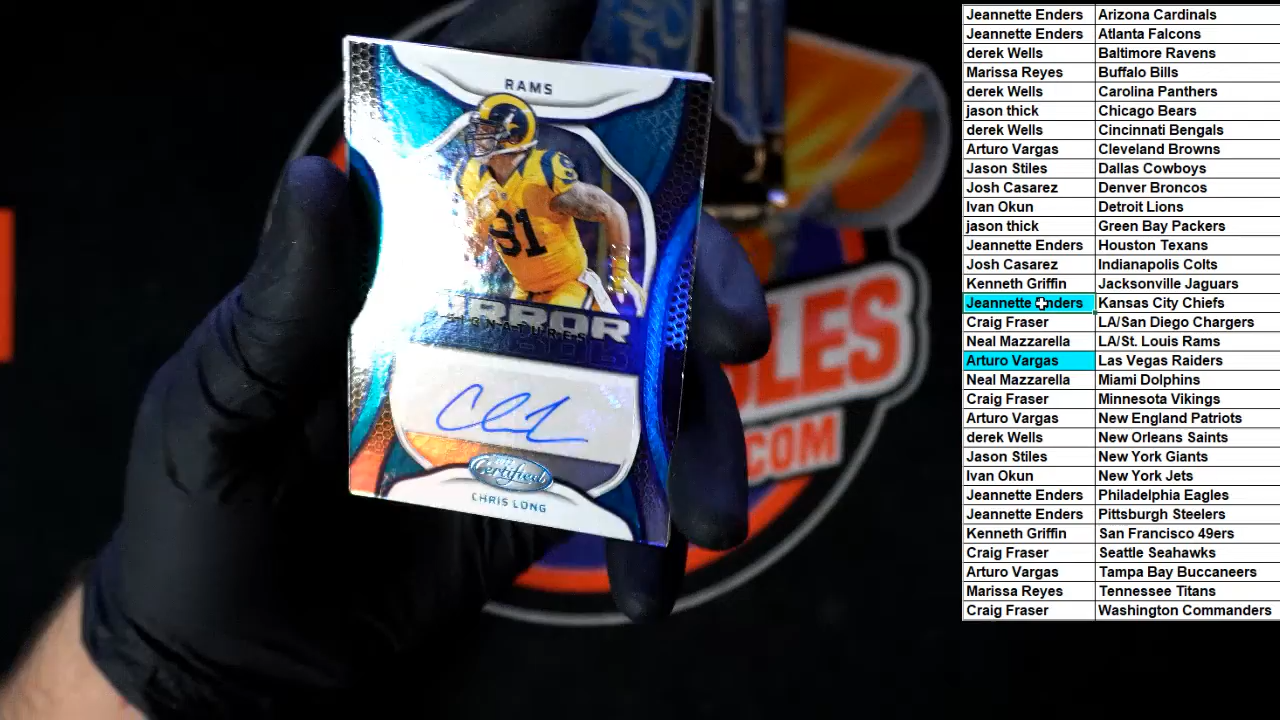 RAMS
91
SIGNATURES
Certified
CHRIS LONG
LES
.COM
Jeannette Enders Arizona Cardinals
Jeannette Enders Atlanta Falcons
derek Wells Baltimore Ravens
Marissa Reyes Buffalo Bills
derek Wells Carolina Panthers
jason thick Chicago Bears
derek Wells Cincinnati Bengals
Arturo Vargas Cleveland Browns
Jason Stiles Dallas Cowboys
Josh Casarez Denver Broncos
Ivan Okun Detroit Lions
jason thick Green Bay Packers
Jeannette Enders Houston Texans
Josh Casarez Indianapolis Colts
Kenneth Griffin Jacksonville Jaguars
Jeannette Enders Kansas City Chiefs
Craig Fraser LA/San Diego Chargers
Neal Mazzarella LA/St. Louis Rams
Arturo Vargas Las Vegas Raiders
Neal Mazzarella Miami Dolphins
Craig Fraser Minnesota Vikings
Arturo Vargas New England Patriots
derek Wells New Orleans Saints
Jason Stiles New York Giants
Ivan Okun New York Jets
Jeannette Enders Philadelphia Eagles
Jeannette Enders Pittsburgh Steelers
Kenneth Griffin San Francisco 49ers
Craig Fraser Seattle Seahawks
Arturo Vargas Tampa Bay Buccaneers
Marissa Reyes Tennessee Titans
Craig Fraser Washington Commanders